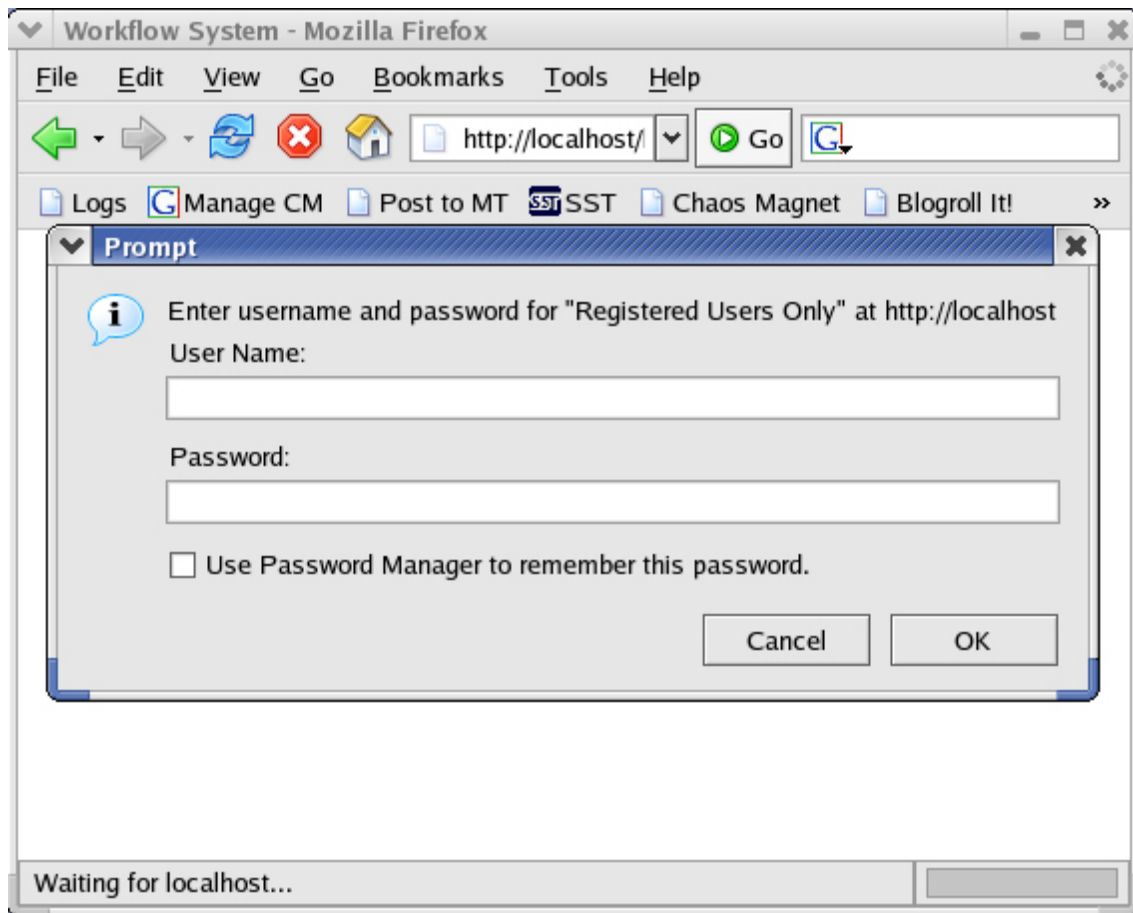 Workflow System - Mozilla Firefox
File Edit View Go Bookmarks Tools Help
http://localhost/ Go G
Logs G Manage CM Post to MT SST SST Chaos Magnet Blogroll It! »
Prompt
i Enter username and password for "Registered Users Only" at http://localhost
User Name:
Password:
Use Password Manager to remember this password.
Cancel OK
Waiting for localhost...